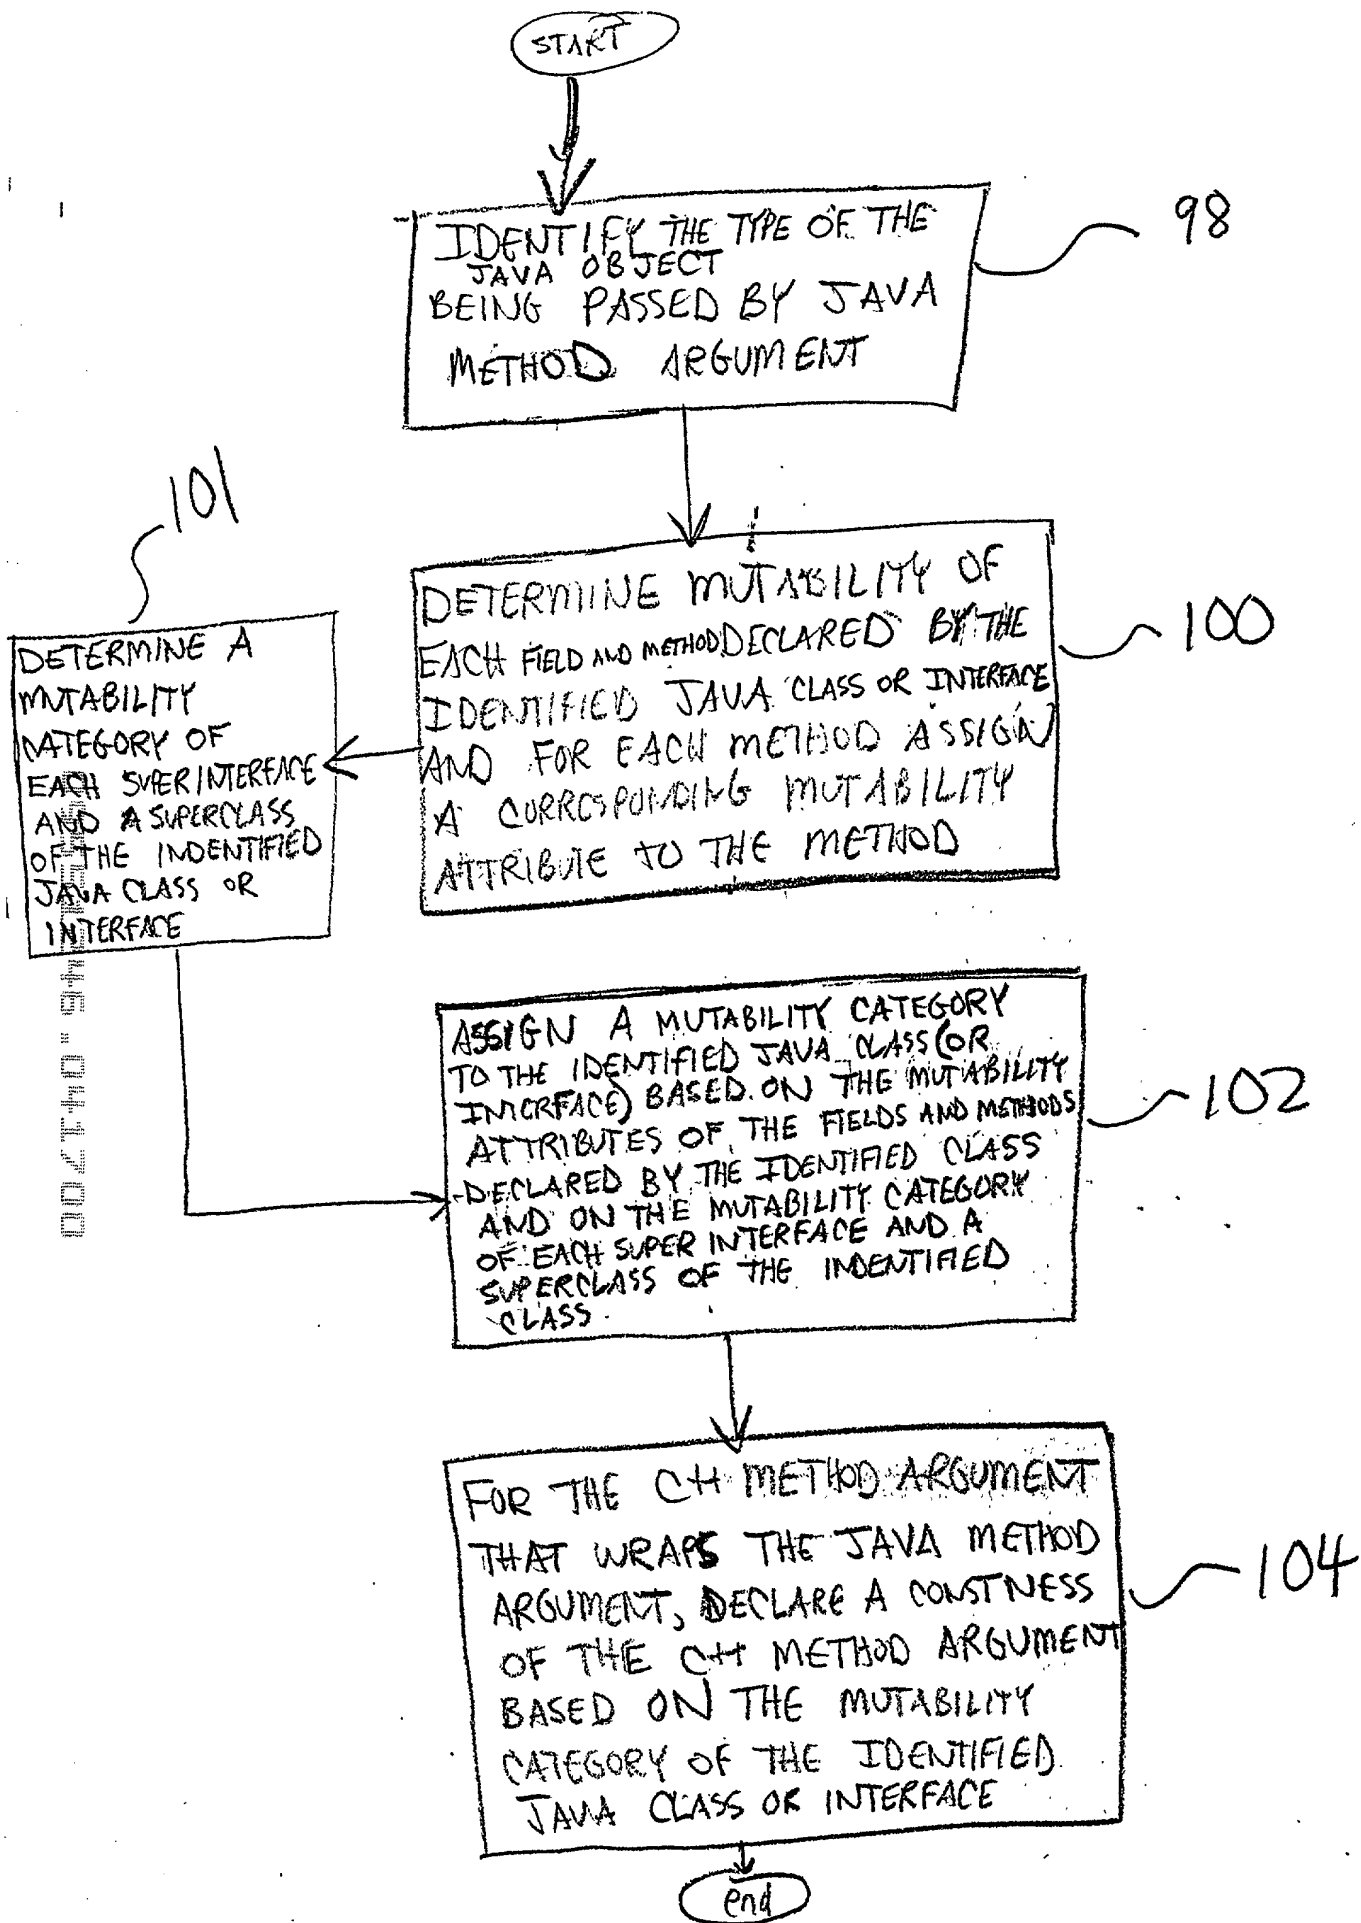 START
IDENTIFY THE TYPE OF THE
JAVA OBJECT
BEING PASSED BY JAVA
METHOD ARGUMENT
98
DETERMINE MUTABILITY OF
EACH FIELD AND METHOD DECLARED BY THE
IDENTIFIED JAVA CLASS OR INTERFACE
AND FOR EACH METHOD ASSIGN
A CORRESPONDING MUTABILITY
ATTRIBUTE TO THE METHOD
100
101
DETERMINE A
MUTABILITY
CATEGORY OF
EACH SUPERINTERFACE
AND A SUPERCLASS
OF THE INDENTIFIED
JAVA CLASS OR
INTERFACE
ASSIGN A MUTABILITY CATEGORY
TO THE IDENTIFIED JAVA CLASS (OR
INTERFACE) BASED ON THE MUTABILITY
ATTRIBUTES OF THE FIELDS AND METHODS
DECLARED BY THE IDENTIFIED CLASS
AND ON THE MUTABILITY CATEGORY
OF EACH SUPER INTERFACE AND A
SUPERCLASS OF THE INDENTIFIED
CLASS
102
FOR THE C++ METHOD ARGUMENT
THAT WRAPS THE JAVA METHOD
ARGUMENT, DECLARE A CONSTNESS
OF THE C++ METHOD ARGUMENT
BASED ON THE MUTABILITY
CATEGORY OF THE IDENTIFIED
JAVA CLASS OR INTERFACE
104
end